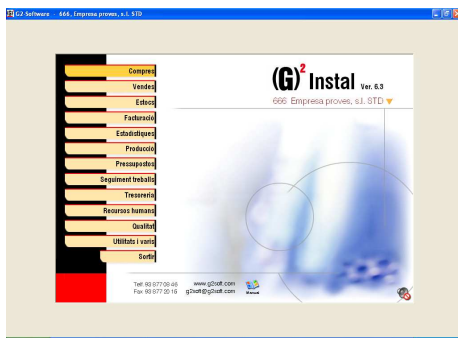 G2-Software - 666, Empresa proves, s.l. STD
(G)² Instal Ver. 6.3
666 Empresa proves, s.l. STD
Compres
Vendes
Estocs
Facturació
Estadístiques
Producció
Pressupostos
Seguiment treballs
Tresoreria
Recursos humans
Qualitat
Utilitats i varis
Sortir
Telf. 93 877 08 46 www.g2soft.com
Fax. 93 877 20 16 g2soft@g2soft.com
Manual